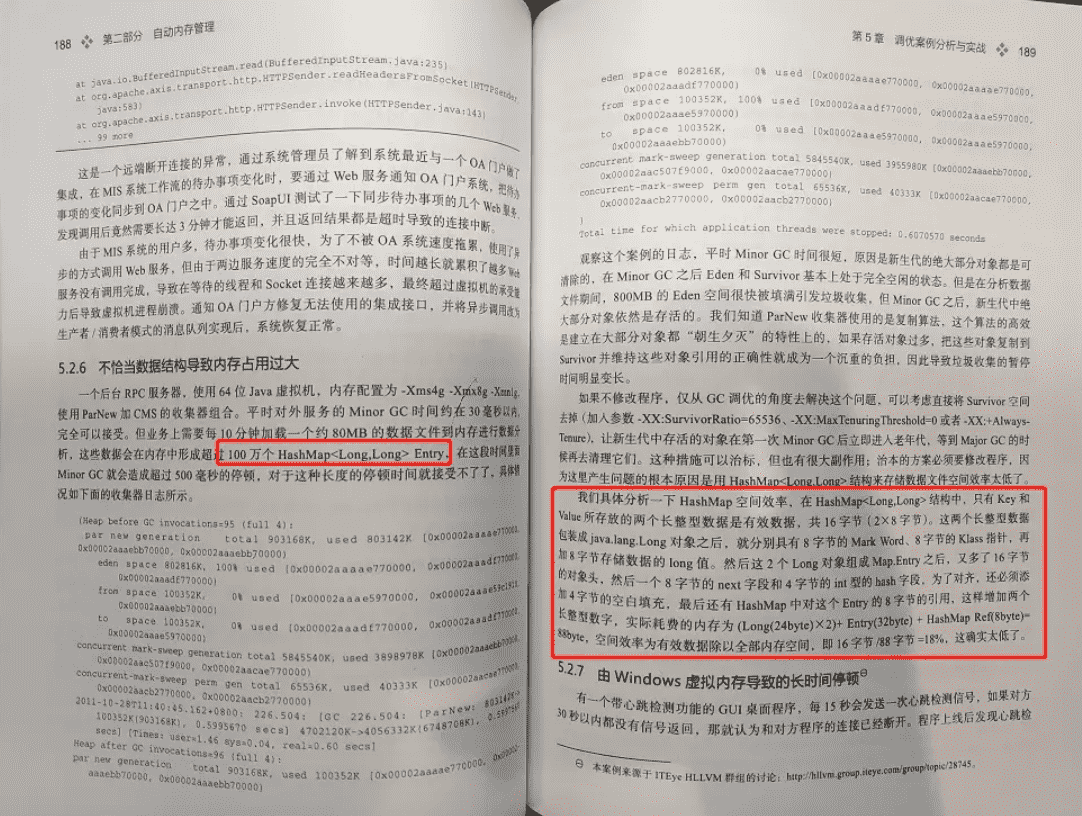 188 ❖ 第二部分 自动内存管理
at java.io.BufferedInputStream.read(BufferedInputStream.java:235)
at org.apache.axis.transport.http.HTTPSender.readHeadersFromSocket(HTTPSender.
java:583)
at org.apache.axis.transport.http.HTTPSender.invoke(HTTPSender.java:143)
... 99 more
这是一个远端断开连接的异常，通过系统管理员了解到系统最近与一个 OA 门户做了
集成，在 MIS 系统工作流的待办事项变化时，要通过 Web 服务通知 OA 门户系统，把待办
事项的变化同步到 OA 门户之中。通过 SoapUI 测试了一下同步待办事项的几个 Web 服务，
发现调用后竟然需要长达 3 分钟才能返回，并且返回结果都是超时导致的连接中断。
由于 MIS 系统的用户多，待办事项变化很快，为了不被 OA 系统速度拖累，使用了异
步的方式调用 Web 服务，但由于两边服务速度的完全不对等，时间越长就累积了越多 Web
服务没有调用完成，导致在等待的线程和 Socket 连接越来越多，最终超过虚拟机的承受能
力后导致虚拟机进程崩溃。通知 OA 门户方修复无法使用的集成接口，并将异步调用改为
生产者 / 消费者模式的消息队列实现后，系统恢复正常。
5.2.6 不恰当数据结构导致内存占用过大
一个后台 RPC 服务器，使用 64 位 Java 虚拟机，内存配置为 -Xms4g -Xmx8g -Xmn1g，
使用 ParNew 加 CMS 的收集器组合。平时对外服务的 Minor GC 时间约在 30 毫秒以内，
完全可以接受。但业务上需要每 10 分钟加载一个约 80MB 的数据文件到内存进行数据分
析，这些数据会在内存中形成超过 100 万个 HashMap<Long,Long> Entry，在这段时间里面
Minor GC 就会造成超过 500 毫秒的停顿，对于这种长度的停顿时间就接受不了了，具体情
况如下面的收集器日志所示。
{Heap before GC invocations=95 (full 4):
par new generation total 903168K, used 803142K [0x00002aaaae770000,
0x00002aaaebb70000, 0x00002aaaebb70000)
eden space 802816K, 100% used [0x00002aaaae770000,
0x00002aaadf770000)
from space 100352K, 0% used [0x00002aaae5970000,
0x00002aaaebb70000)
to space 100352K, 0% used [0x00002aaadf770000,
0x00002aaae5970000)
concurrent mark-sweep generation total 5845540K, used 3898978K [0x00002aaaebb70000,
0x00002aac507f9000, 0x00002aacae770000)
concurrent-mark-sweep perm gen total 65536K, used 40333K [0x00002aacae770000,
0x00002aacb2770000, 0x00002aacb2770000)
2011-10-28T11:40:45.162+0800: 226.504: [GC 226.504: [ParNew: 803142K->
100352K(903168K), 0.5995670 secs] 4702120K->4056332K(6748708K),
secs] [Times: user=1.46 sys=0.04, real=0.60 secs]
Heap after GC invocations=96 (full 4):
par new generation total 903168K, used 100352K [0x00002aaaae770000, 0x00002aaaebb70000, 0x00002aaaebb70000)
第 5 章 调优案例分析与实战 ❖ 189
eden space 802816K, 0% used [0x00002aaaae770000, 0x00002aaadf770000,
0x00002aaadf770000)
from space 100352K, 100% used [0x00002aaadf770000, 0x00002aaae5970000,
0x00002aaae5970000)
to space 100352K, 0% used [0x00002aaae5970000, 0x00002aaae5970000,
0x00002aaaebb70000)
concurrent mark-sweep generation total 5845540K, used 3955980K [0x00002aaaebb70000,
0x00002aac507f9000, 0x00002aacae770000)
concurrent-mark-sweep perm gen total 65536K, used 40333K [0x00002aacae770000,
0x00002aacb2770000, 0x00002aacb2770000)
}
Total time for which application threads were stopped: 0.6070570 seconds
观察这个案例的日志，平时 Minor GC 时间很短，原因是新生代的绝大部分对象都是可
清除的，在 Minor GC 之后 Eden 和 Survivor 基本上处于完全空闲的状态。但是在分析数据
文件期间，800MB 的 Eden 空间很快被填满引发垃圾收集，但 Minor GC 之后，新生代中绝
大部分对象依然是存活的。我们知道 ParNew 收集器使用的是复制算法，这个算法的高效
是建立在大部分对象都“朝生夕灭”的特性上的，如果存活对象过多，把这些对象复制到
Survivor 并维持这些对象引用的正确性就成为一个沉重的负担，因此导致垃圾收集的暂停
时间明显变长。
如果不修改程序，仅从 GC 调优的角度去解决这个问题，可以考虑直接将 Survivor 空间
去掉（加入参数 -XX:SurvivorRatio=65536、-XX:MaxTenuringThreshold=0 或者 -XX:+Always-
Tenure），让新生代中存活的对象在第一次 Minor GC 后立即进入老年代，等到 Major GC 的时
候再去清理它们。这种措施可以治标，但也有很大副作用；治本的方案必须要修改程序，因
为这里产生问题的根本原因是用 HashMap<Long,Long>结构来存储数据文件空间效率太低了。
我们具体分析一下 HashMap 空间效率，在 HashMap<Long,Long> 结构中，只有 Key 和
Value 所存放的两个长整型数据是有效数据，共 16 字节（2×8 字节）。这两个长整型数据
包装成 java.lang.Long 对象之后，就分别具有 8 字节的 Mark Word、8 字节的 Klass 指针，再
加 8 字节存储数据的 long 值。然后这 2 个 Long 对象组成 Map.Entry 之后，又多了 16 字节
的对象头，然后一个 8 字节的 next 字段和 4 字节的 int 型的 hash 字段，为了对齐，还必须添
加 4 字节的空白填充，最后还有 HashMap 中对这个 Entry 的 8 字节的引用，这样增加两个
长整型数字，实际耗费的内存为 (Long(24byte)×2)+ Entry(32byte) + HashMap Ref(8byte)=
88byte，空间效率为有效数据除以全部内存空间，即 16 字节 /88 字节 =18%，这确实太低了。
5.2.7 由 Windows 虚拟内存导致的长时间停顿⊖
有一个带心跳检测功能的 GUI 桌面程序，每 15 秒会发送一次心跳检测信号，如果对方
30 秒以内都没有信号返回，那就认为和对方程序的连接已经断开。程序上线后发现心跳检
⊖ 本案例来源于 ITEye HLLVM 群组的讨论：http://hllvm.group.iteye.com/group/topic/28745。